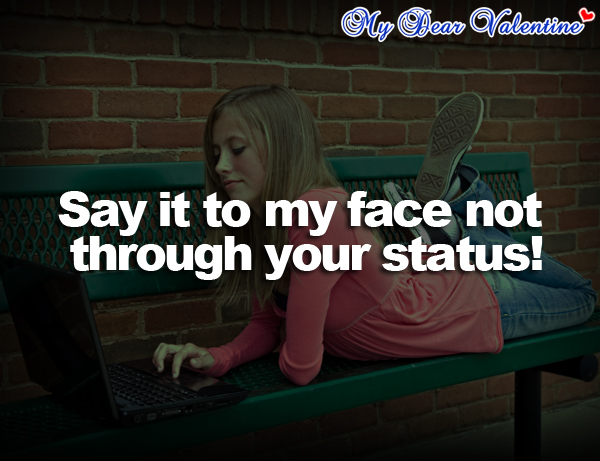 My Dear Valentine
Say it to my face not
through your status!